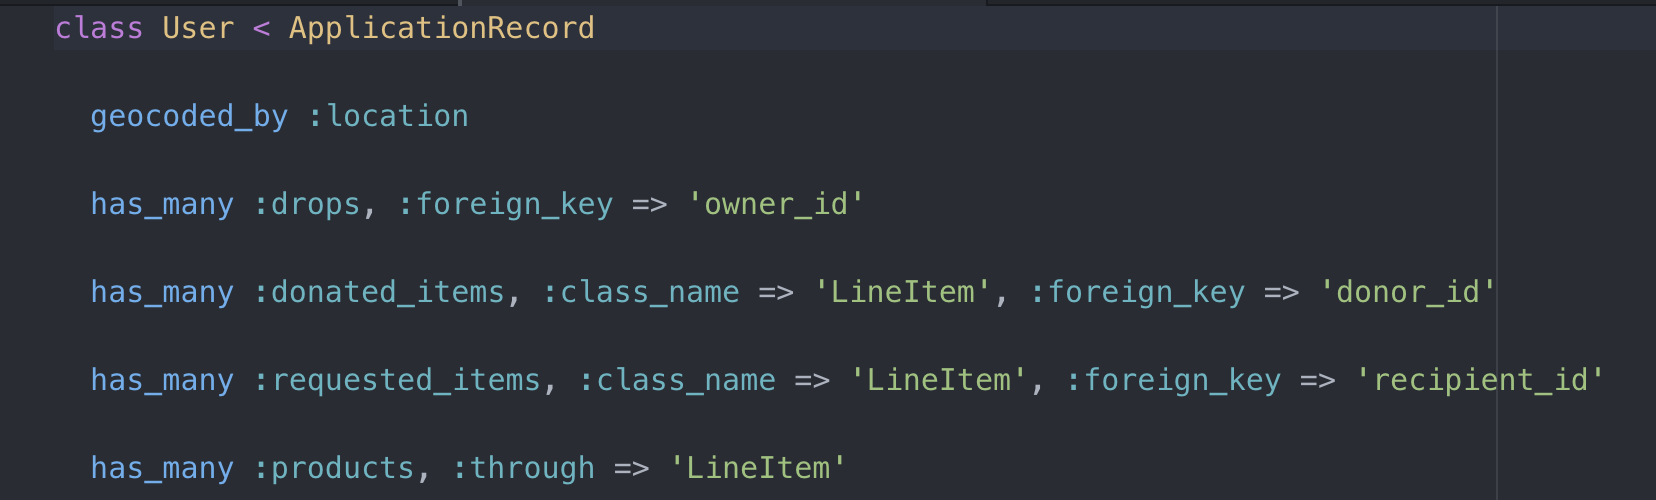 class User < ApplicationRecord
geocoded_by :location
has_many :drops, :foreign_key => 'owner_id'
has_many :donated_items, :class_name => 'LineItem', :foreign_key => 'donor_id'
has_many :requested_items, :class_name => 'LineItem', :foreign_key => 'recipient_id'
has_many :products, :through => 'LineItem'